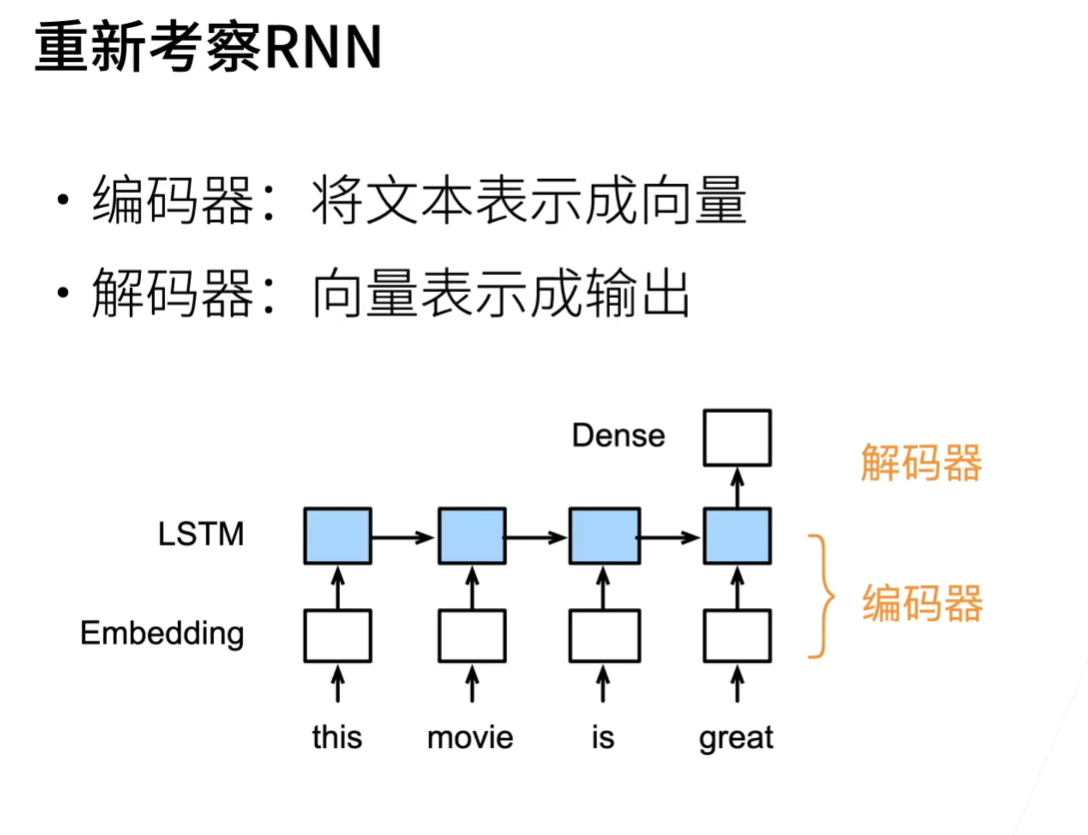 重新考察RNN
• 编码器：将文本表示成向量
• 解码器：向量表示成输出
Dense
解码器
LSTM
编码器
Embedding
this movie is great